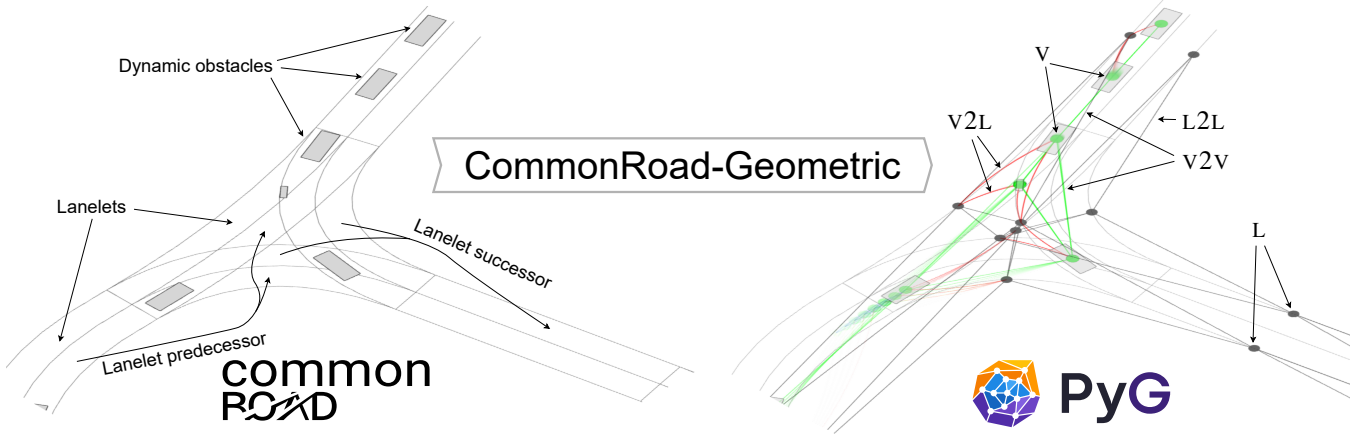 Dynamic obstacles
Lanelets
Lanelet successor
Lanelet predecessor
common
ROAD
CommonRoad-Geometric
V
V2L
L2L
V2V
L
PyG